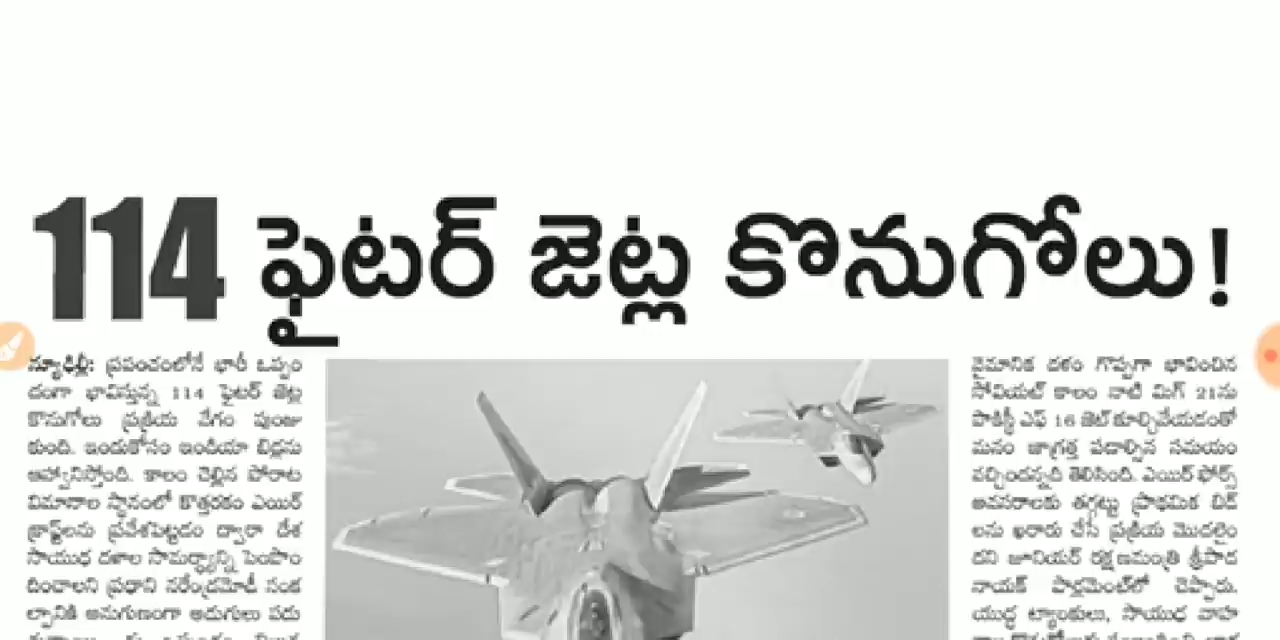 114 ఫైటర్ జెట్ల కొనుగోలు!
న్యూఢిల్లీ: ప్రపంచంలోనే భారీ ఒప్పం
దంగా భావిస్తున్న 114 ఫైటర్ జెట్ల
కొనుగోలు ప్రక్రియ వేగం పుంజు
కుంది. ఇందుకోసం ఇండియా బిడ్లను
ఆహ్వానిస్తోంది. కాలం చెల్లిన పోరాట
విమానాల స్థానంలో కొత్తరకం ఎయిర్
క్రాఫ్ట్‌లను ప్రవేశపెట్టడం ద్వారా దేశ
సాయుధ దళాల సామర్థ్యాన్ని పెంపొం
దించాలని ప్రధాని నరేంద్రమోడీ సంక
ల్పానికి అనుగుణంగా అడుగులు పడు
వైమానిక దళం గొప్పగా భావించిన
సోవియట్ కాలం నాటి మిగ్ 21ను
పాకిస్థీ ఎఫ్ 16 జెట్ కూల్చివేయడంతో
మనం జాగ్రత్త పడాల్సిన సమయం
వచ్చిందన్నది తెలిసింది. ఎయిర్ ఫోర్స్
అవసరాలకు తగ్గట్టు ప్రాథమిక బిడ్
లను ఖరారు చేసే ప్రక్రియ మొదలైం
దని జూనియర్ రక్షణమంత్రి శ్రీపాద
నాయక్ పార్లమెంట్‌లో చెప్పారు.
యుద్ధ ట్యాంకులు, సాయుధ వాహ